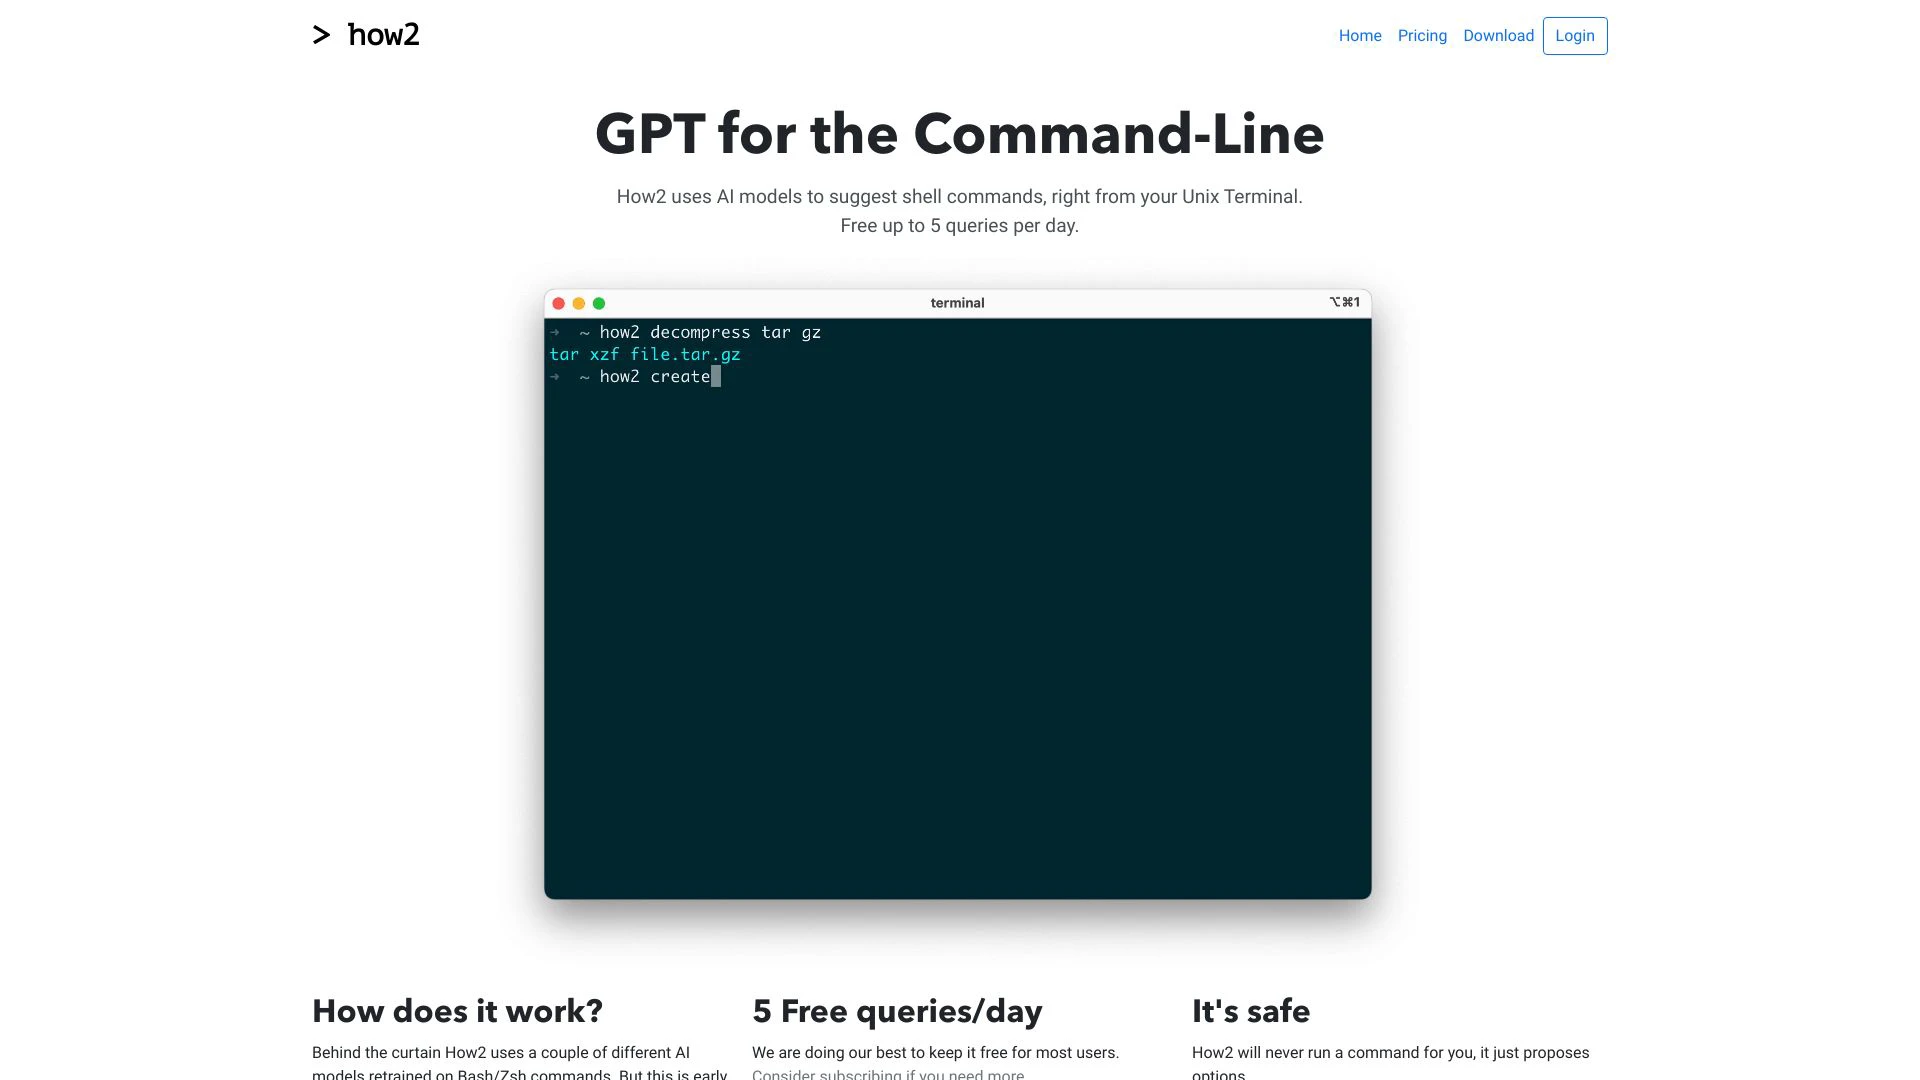 > how2
Home Pricing Download Login
GPT for the Command-Line
How2 uses AI models to suggest shell commands, right from your Unix Terminal.
Free up to 5 queries per day.
terminal ⌥⌘1
➜ ~ how2 decompress tar gz
tar xzf file.tar.gz
➜ ~ how2 create
How does it work?
Behind the curtain How2 uses a couple of different AI
models retrained on Bash/Zsh commands. But this is early
5 Free queries/day
We are doing our best to keep it free for most users.
Consider subscribing if you need more
It's safe
How2 will never run a command for you, it just proposes
options